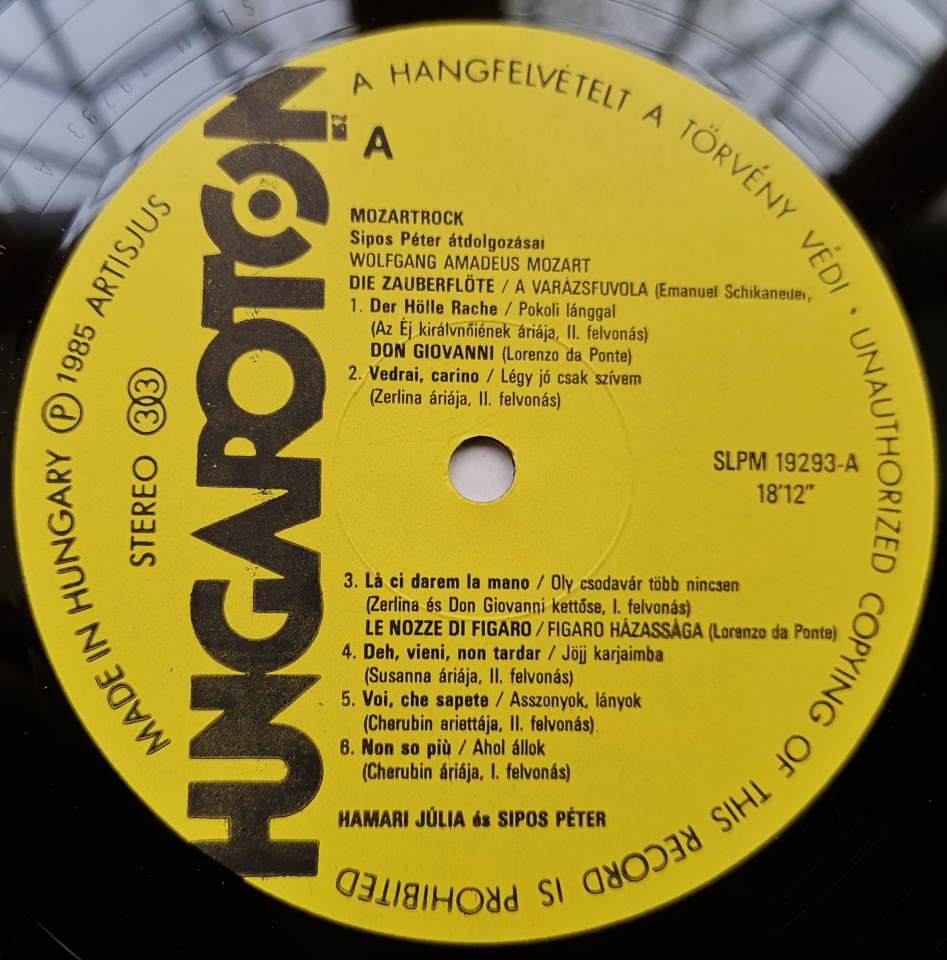 A HANGFELVÉTELT A TÖRVÉNY VÉDI · UNAUTHORIZED COPYING OF THIS RECORD IS PROHIBITED
MADE IN HUNGARY Ⓟ 1985 ARTISJUS
STEREO 33
HUNGAROTON
A
MOZARTROCK
Sipos Péter átdolgozásai
WOLFGANG AMADEUS MOZART
DIE ZAUBERFLÖTE / A VARÁZSFUVOLA (Emanuel Schikaneder,
1. Der Hölle Rache / Pokoli lánggal
(Az Éj királynőiének áriája, II. felvonás)
DON GIOVANNI (Lorenzo da Ponte)
2. Vedrai, carino / Légy jó csak szívem
(Zerlina áriája, II. felvonás)
SLPM 19293-A
18'12"
3. Là ci darem la mano / Oly csodavár több nincsen
(Zerlina és Don Giovanni kettőse, I. felvonás)
LE NOZZE DI FIGARO / FIGARO HÁZASSÁGA (Lorenzo da Ponte)
4. Deh, vieni, non tardar / Jöjj karjaimba
(Susanna áriája, II. felvonás)
5. Voi, che sapete / Asszonyok, lányok
(Cherubin ariettája, II. felvonás)
6. Non so più / Ahol állok
(Cherubin áriája, I. felvonás)
HAMARI JÚLIA és SIPOS PÉTER